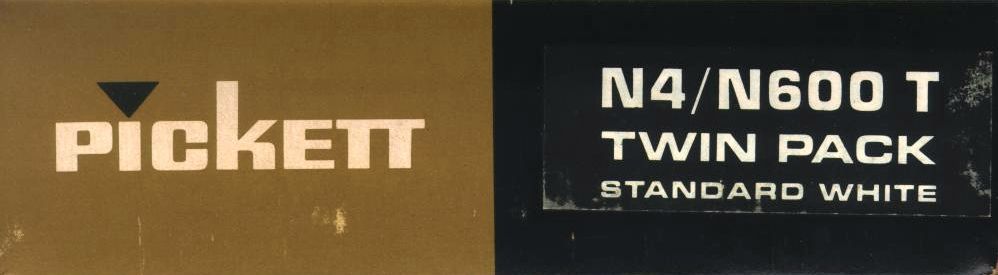 PICKETT
N4/N600 T
TWIN PACK
STANDARD WHITE